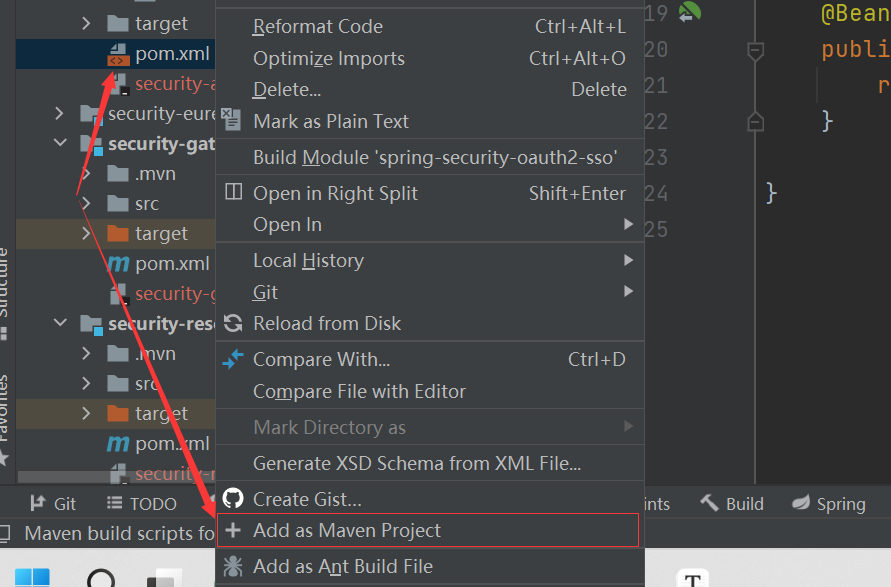 target
pom.xml
security-a
security-eure
security-gat
.mvn
src
target
pom.xml
security-g
security-res
.mvn
src
target
pom.xml
security-r
Structure
Favorites
Reformat Code Ctrl+Alt+L
Optimize Imports Ctrl+Alt+O
Delete... Delete
Mark as Plain Text
Build Module 'spring-security-oauth2-sso'
Open in Right Split Shift+Enter
Open In
Local History
Git
Reload from Disk
Compare With... Ctrl+D
Compare File with Editor
Mark Directory as
Generate XSD Schema from XML File...
Create Gist...
Add as Maven Project
Add as Ant Build File
19 @Bean
20 publi
21 r
22 }
23
24 }
25
Git TODO ints Build Spring
Maven build scripts fo
T